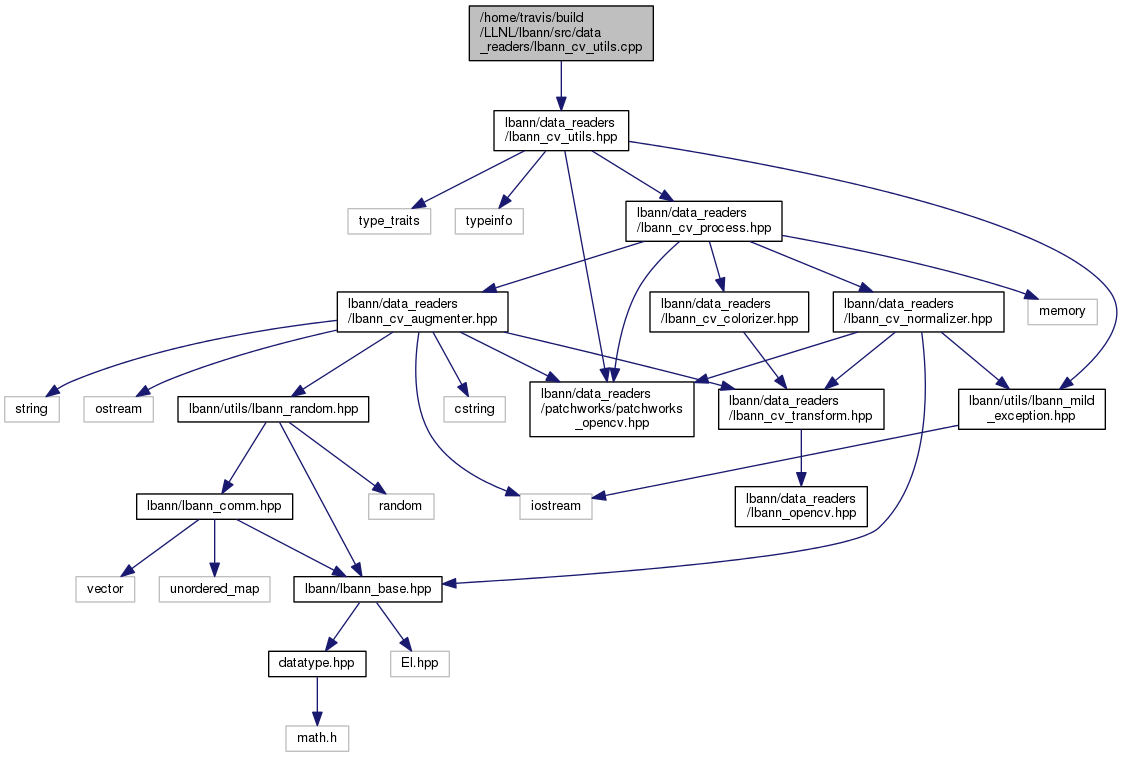 /home/travis/build
/LLNL/lbann/src/data
_readers/lbann_cv_utils.cpp
lbann/data_readers
/lbann_cv_utils.hpp
type_traits
typeinfo
lbann/data_readers
/lbann_cv_process.hpp
lbann/data_readers
/lbann_cv_augmenter.hpp
lbann/data_readers
/lbann_cv_colorizer.hpp
lbann/data_readers
/lbann_cv_normalizer.hpp
memory
string
ostream
lbann/utils/lbann_random.hpp
cstring
lbann/data_readers
/patchworks/patchworks
_opencv.hpp
lbann/data_readers
/lbann_cv_transform.hpp
lbann/utils/lbann_mild
_exception.hpp
lbann/lbann_comm.hpp
random
iostream
lbann/data_readers
/lbann_opencv.hpp
vector
unordered_map
lbann/lbann_base.hpp
datatype.hpp
El.hpp
math.h